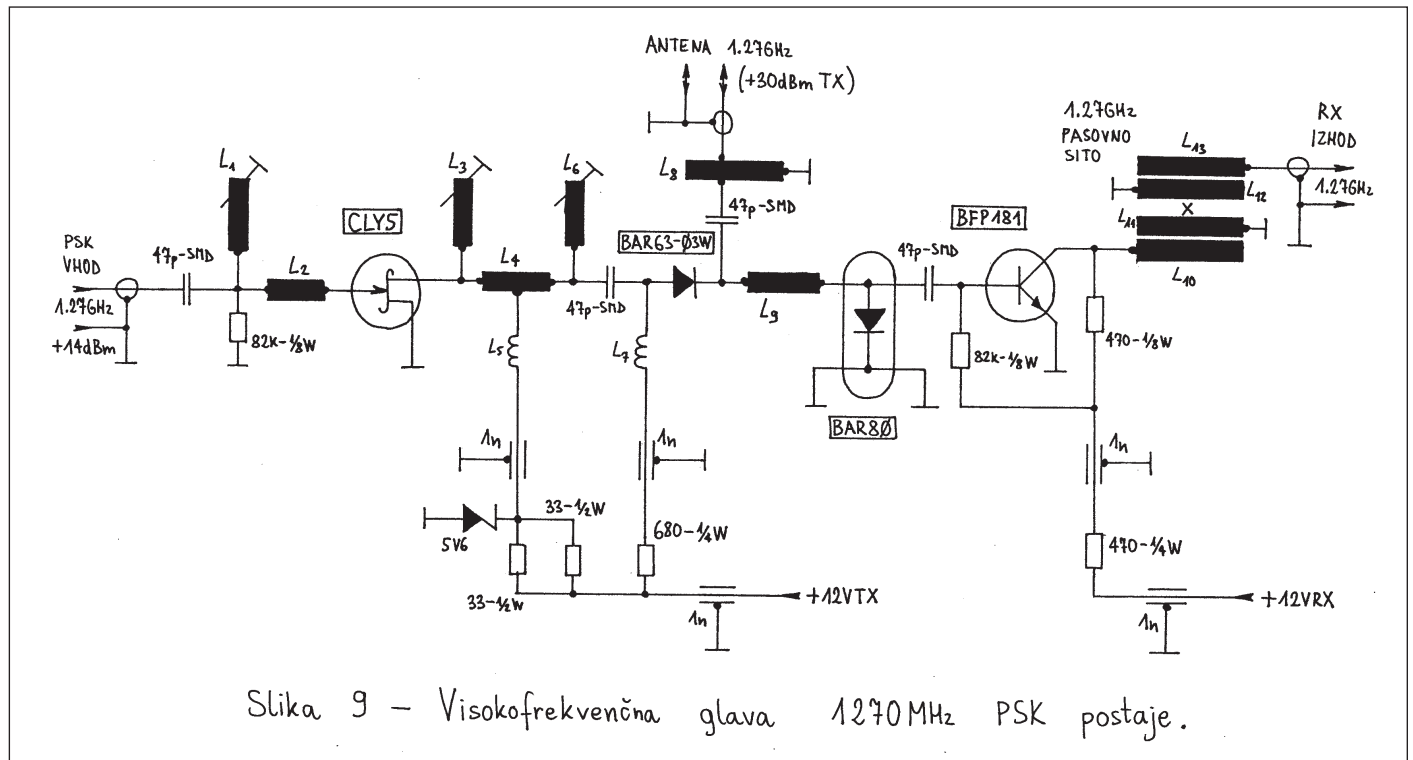 ANTENA 1.27GHz
(+30dBm TX)
1.27GHz
PASOVNO
SITO
RX
IZHOD
1.27GHz
L13
L12
L11
X
L10
L1
L3
L6
L8
47p-SMD
CLY5
BAR63-03W
BFP181
PSK
VHOD
1.27GHz
+14dBm
47p-SMD
L2
L4
47p-SMD
L9
47p-SMD
82k-1/8W
L5
L7
82k-1/8W
470-1/8W
BAR80
1n
1n
1n
5V6
33-1/2W
680-1/4W
470-1/4W
33-1/2W
+12VTX
1n
+12VRX
1n
Slika 9 - Visokofrekvenčna glava 1270MHz PSK postaje.